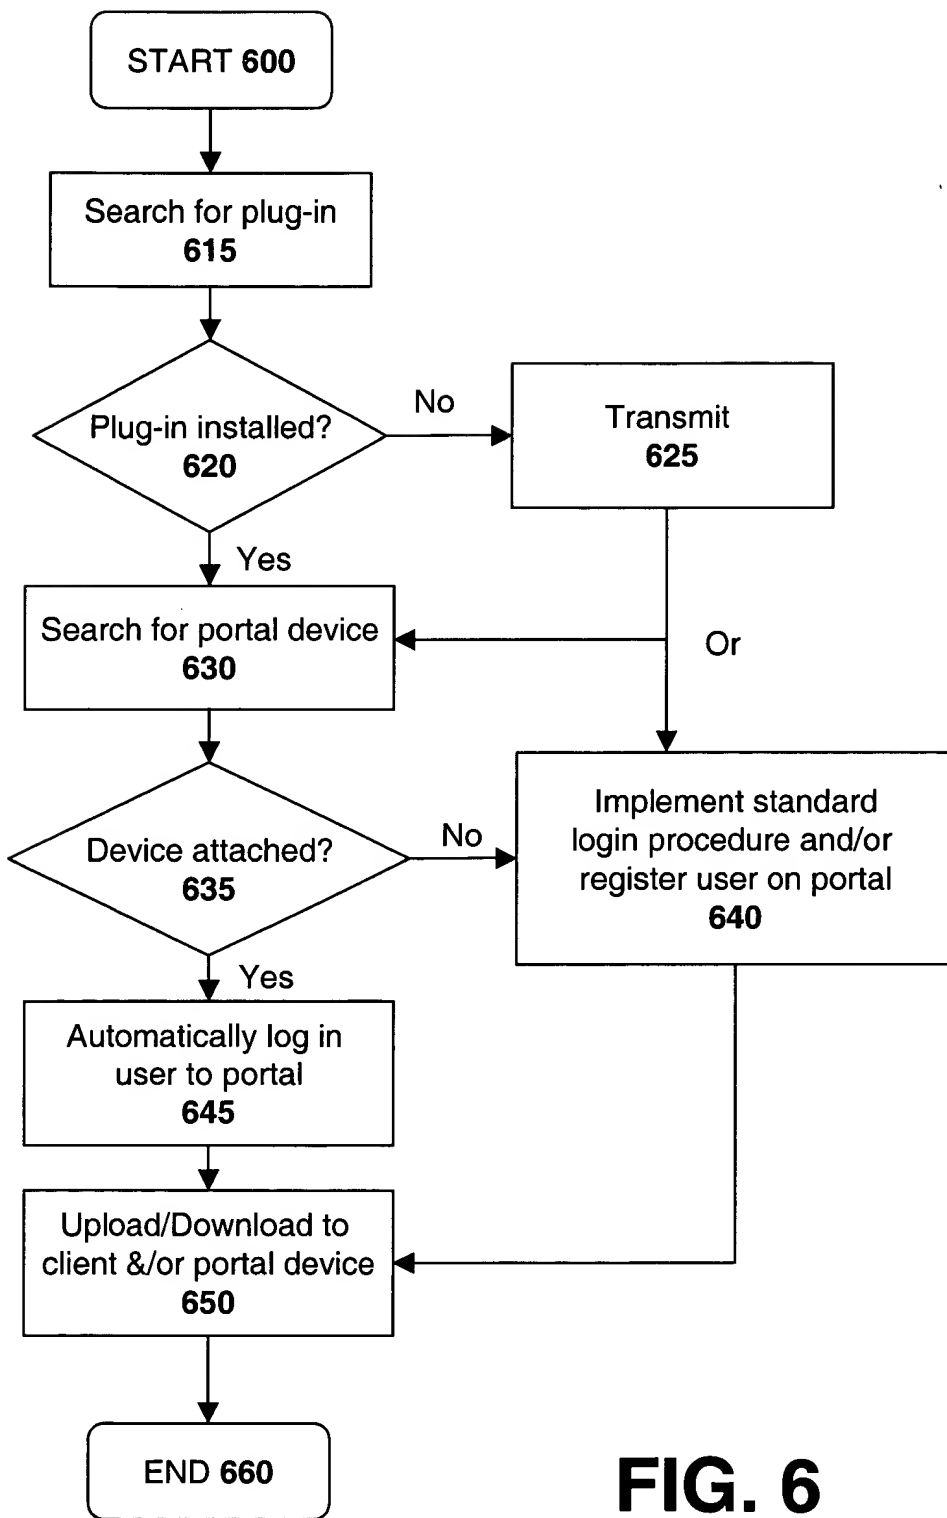 START 600
Search for plug-in
615
Plug-in installed?
620
No
Transmit
625
Yes
Search for portal device
630
Or
Device attached?
635
No
Implement standard
login procedure and/or
register user on portal
640
Yes
Automatically log in
user to portal
645
Upload/Download to
client &/or portal device
650
END 660
FIG. 6